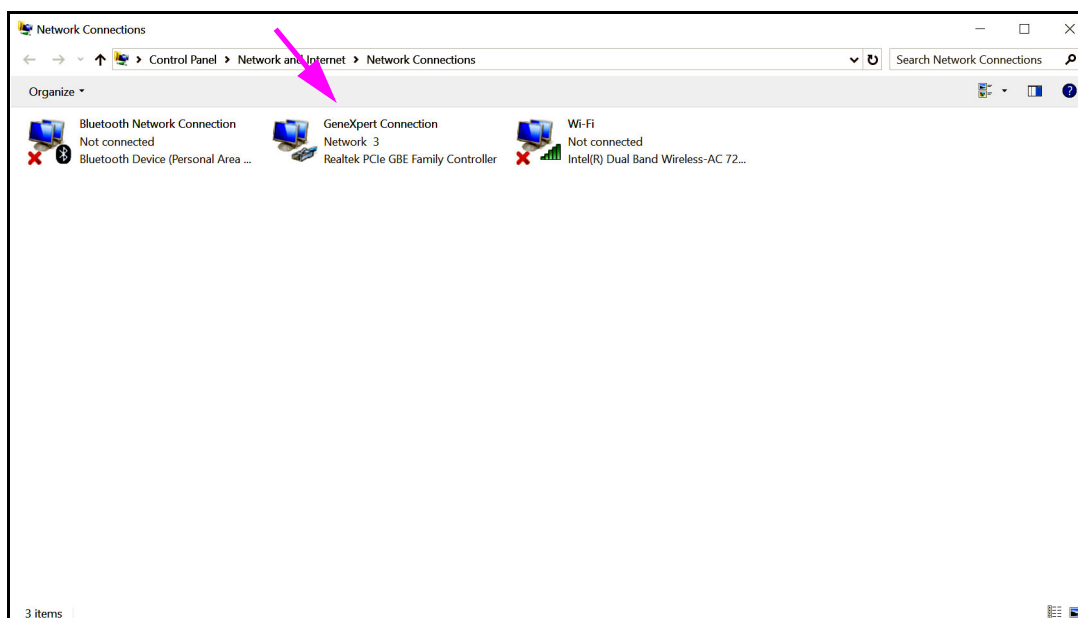 Network Connections
Control Panel > Network and Internet > Network Connections
Search Network Connections
Organize
Bluetooth Network Connection
Not connected
Bluetooth Device (Personal Area ...
GeneXpert Connection
Network 3
Realtek PCIe GBE Family Controller
Wi-Fi
Not connected
Intel(R) Dual Band Wireless-AC 72...
3 items